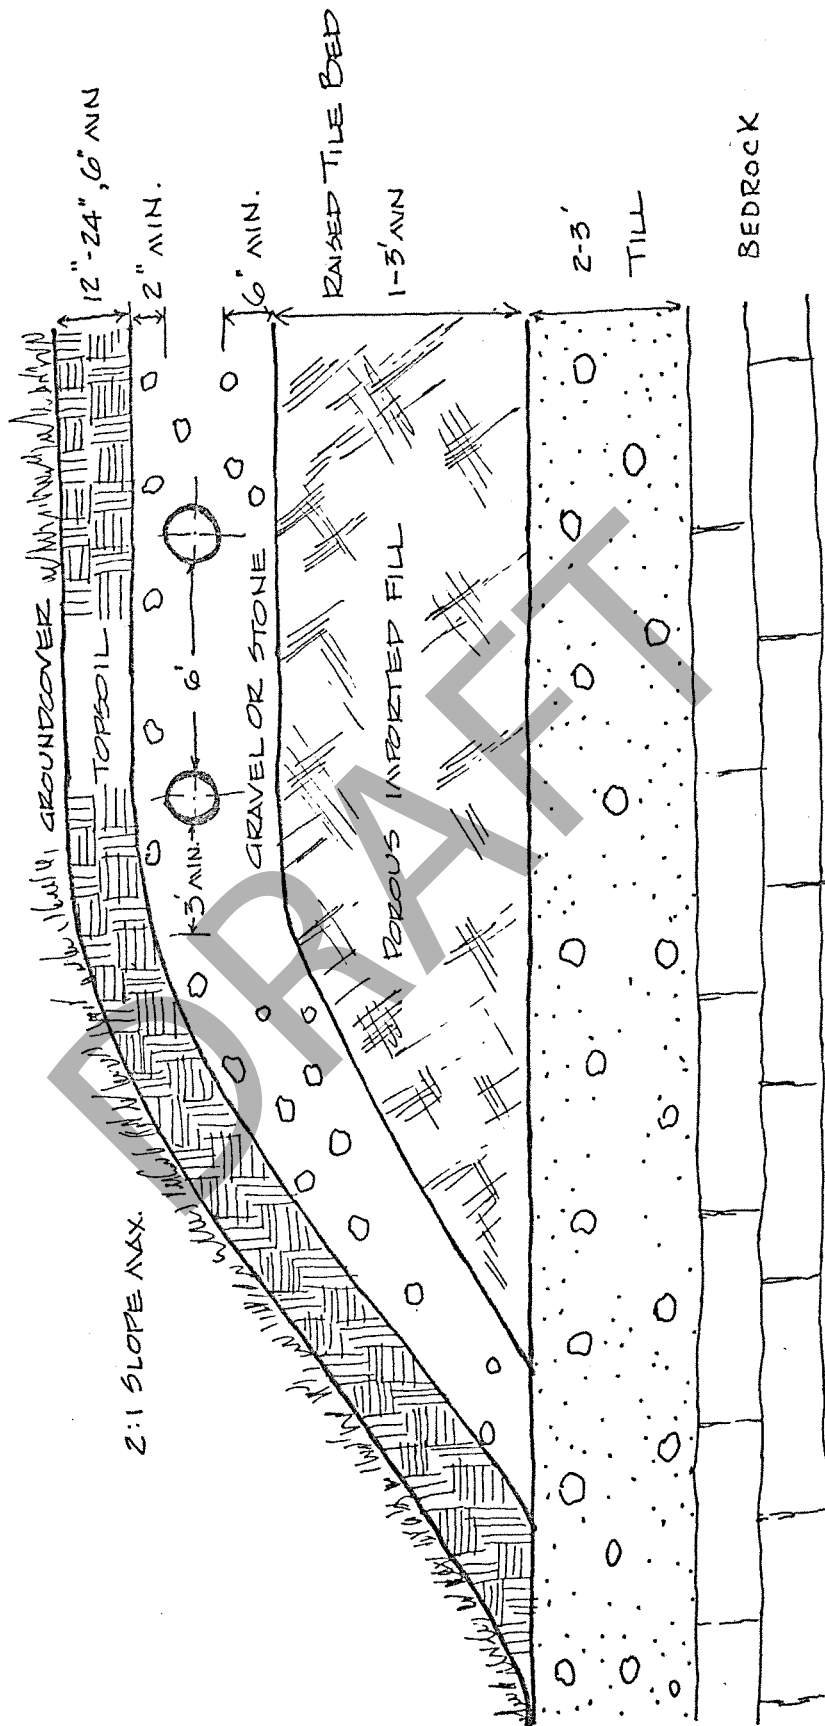 2:1 SLOPE MAX.
GROUNDCOVER
TOPSOIL
3' MIN.
6'
GRAVEL OR STONE
POROUS IMPORTED FILL
12"-24", 6" MIN
2" MIN.
6" MIN.
RAISED TILE BED
1-3' MIN
2-3'
TILL
BEDROCK
DRAFT